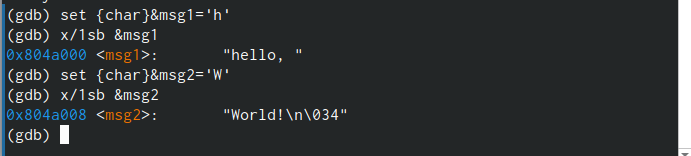 (gdb) set {char}&msg1='h'
(gdb) x/1sb &msg1
0x804a000 <msg1>:       "hello, "
(gdb) set {char}&msg2='W'
(gdb) x/1sb &msg2
0x804a008 <msg2>:       "World!\n\034"
(gdb)